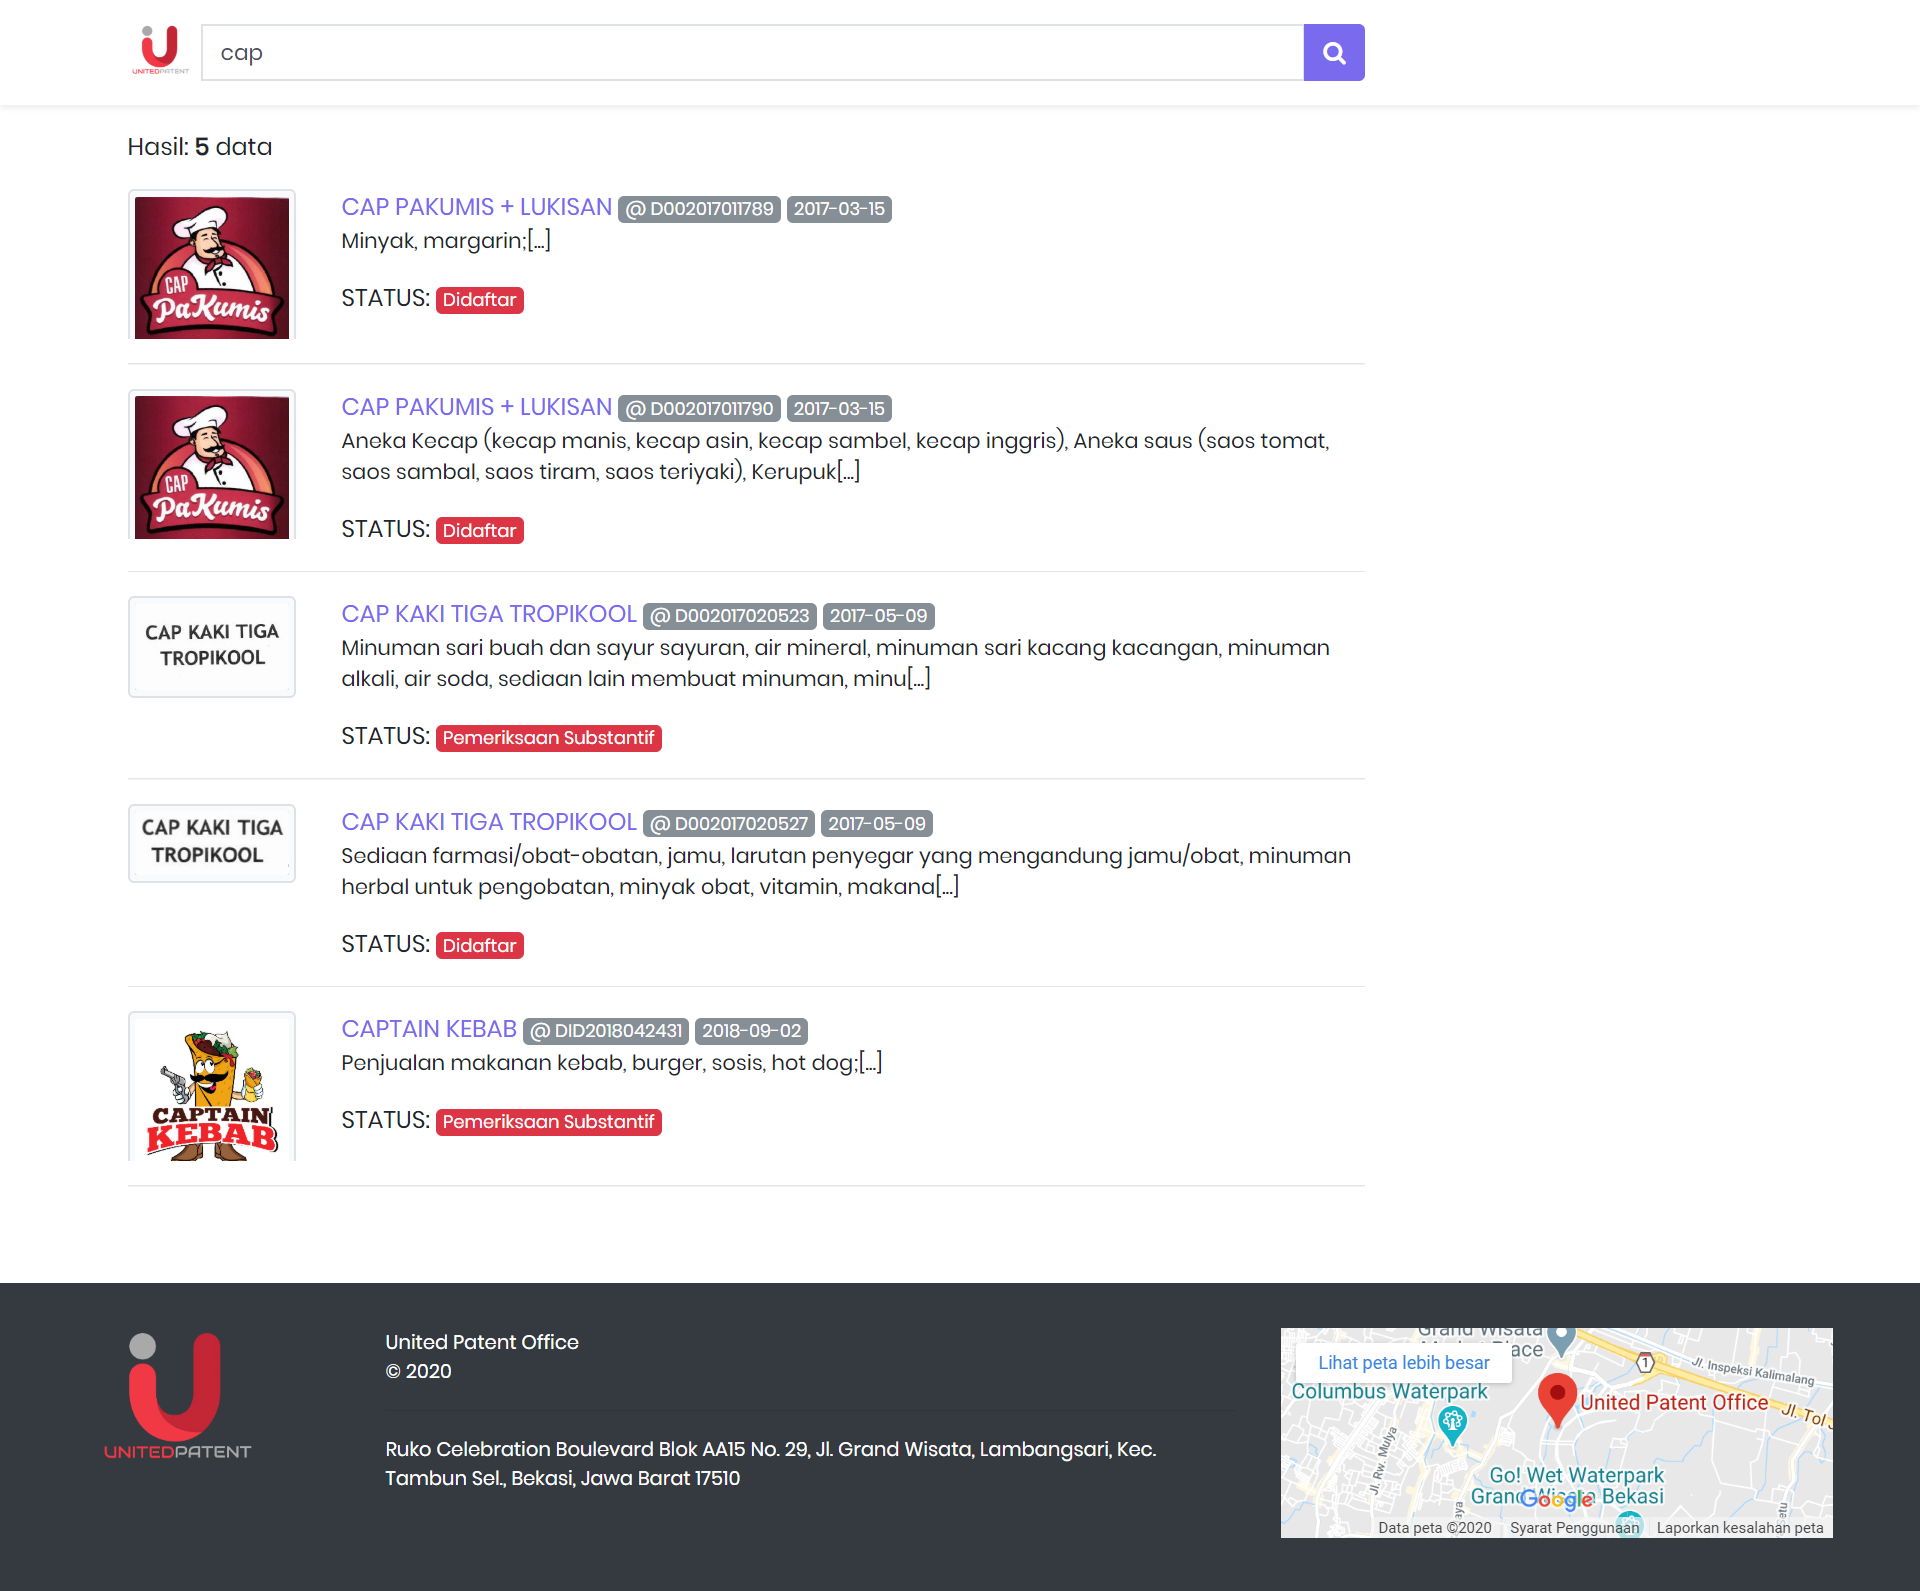 UNITEDPATENT
cap
Hasil: 5 data
CAP
PaKumis
CAP PAKUMIS + LUKISAN @ D002017011789 2017-03-15
Minyak, margarin;[...]
STATUS: Didaftar
CAP
PaKumis
CAP PAKUMIS + LUKISAN @ D002017011790 2017-03-15
Aneka Kecap (kecap manis, kecap asin, kecap sambel, kecap inggris), Aneka saus (saos tomat,
saos sambal, saos tiram, saos teriyaki), Kerupuk[...]
STATUS: Didaftar
CAP KAKI TIGA
TROPIKOOL
CAP KAKI TIGA TROPIKOOL @ D002017020523 2017-05-09
Minuman sari buah dan sayur sayuran, air mineral, minuman sari kacang kacangan, minuman
alkali, air soda, sediaan lain membuat minuman, minu[...]
STATUS: Pemeriksaan Substantif
CAP KAKI TIGA
TROPIKOOL
CAP KAKI TIGA TROPIKOOL @ D002017020527 2017-05-09
Sediaan farmasi/obat-obatan, jamu, larutan penyegar yang mengandung jamu/obat, minuman
herbal untuk pengobatan, minyak obat, vitamin, makana[...]
STATUS: Didaftar
CAPTAIN
KEBAB
CAPTAIN KEBAB @ DID2018042431 2018-09-02
Penjualan makanan kebab, burger, sosis, hot dog;[...]
STATUS: Pemeriksaan Substantif
UNITEDPATENT
United Patent Office
© 2020
Ruko Celebration Boulevard Blok AA15 No. 29, Jl. Grand Wisata, Lambangsari, Kec.
Tambun Sel., Bekasi, Jawa Barat 17510
Grand Wisata
Place
Lihat peta lebih besar
1
Jl. Inspeksi Kalimalang
Columbus Waterpark
United Patent Office
Jl. Tol
Jl. Rw. Mulya
Go! Wet Waterpark
Grand Wisata Bekasi
Google
Data peta ©2020 Syarat Penggunaan Laporkan kesalahan peta